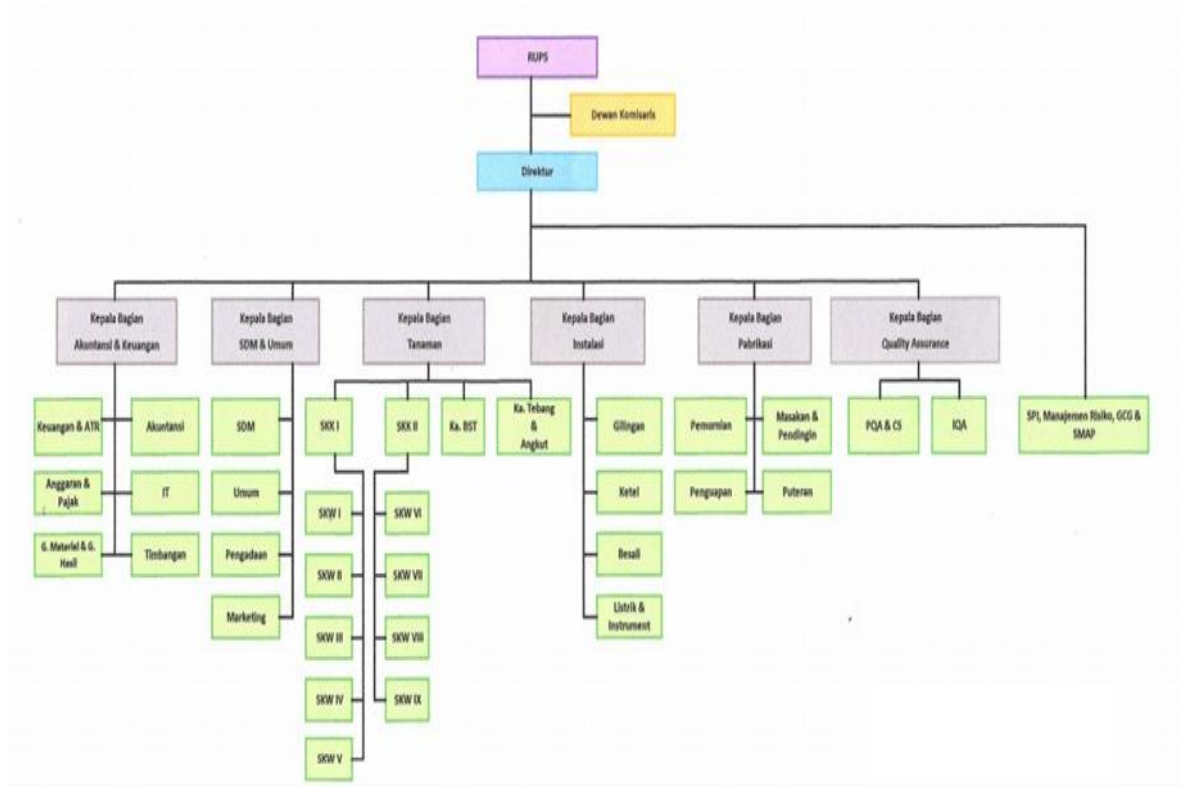 RUPS
Dewan Komisaris
Direktur
Kepala Bagian
Akuntansi & Keuangan
Kepala Bagian
SDM & Umum
Kepala Bagian
Tanaman
Kepala Bagian
Instalasi
Kepala Bagian
Pabrikasi
Kepala Bagian
Quality Assurance
Keuangan & ATR
Akuntansi
Anggaran &
Pajak
IT
G. Material & G.
Hasil
Timbangan
SDM
Umum
Pengadaan
Marketing
SKK I
SKK II
Ka. BST
Ka. Tebang
&
Angkut
SKW I
SKW II
SKW III
SKW IV
SKW V
SKW VI
SKW VII
SKW VIII
SKW IX
Gilingan
Ketel
Besali
Listrik &
Instrument
Pemurnian
Masakan &
Pendingin
Penguapan
Puteran
PQA & CS
IQA
SPI, Manajemen Risiko, GCG &
SMAP